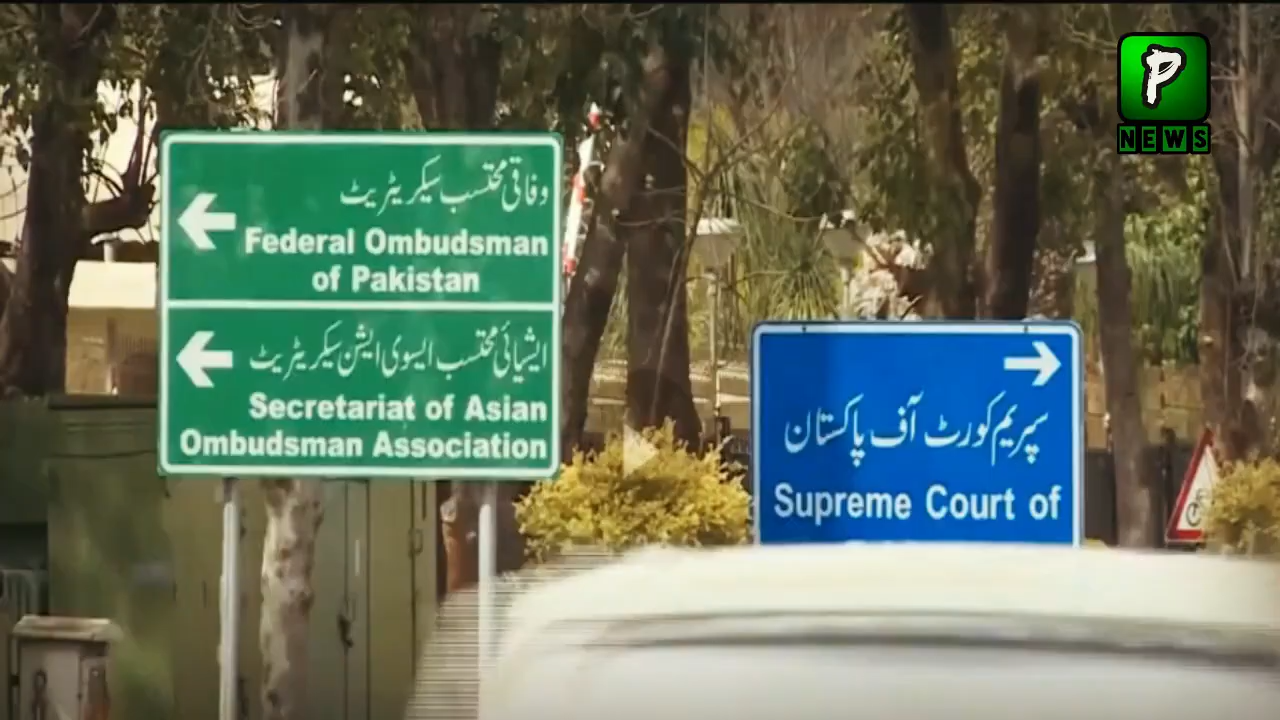 وفاقی محتسب سیکریٹریٹ
Federal Ombudsman
of Pakistan
ایشیائی محتسب ایسوی ایشن سیکریٹریٹ
Secretariat of Asian
Ombudsman Association
سپریم کورٹ آف پاکستان
Supreme Court of
P
NEWS